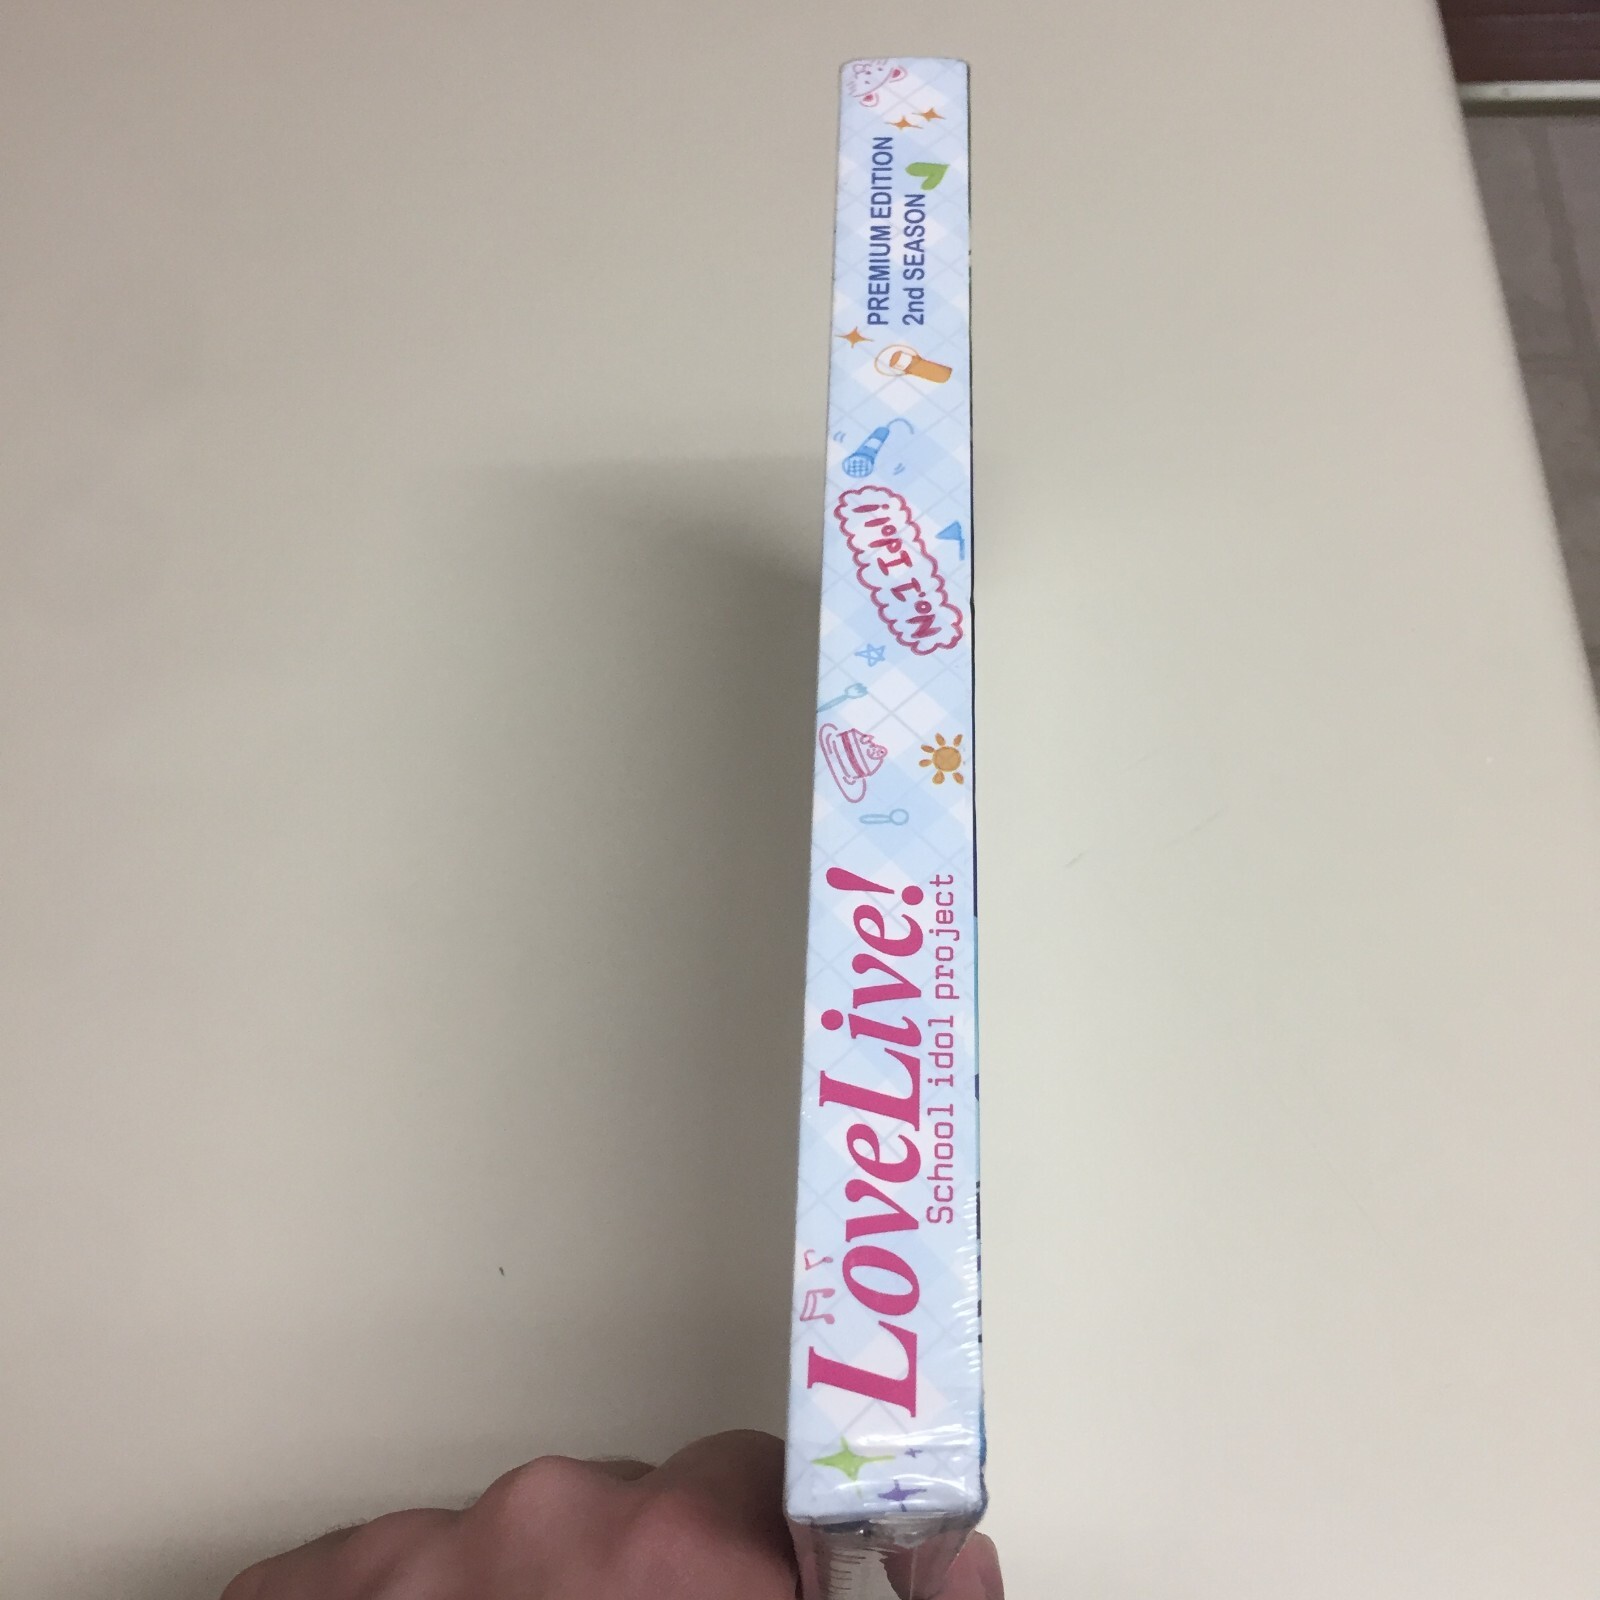 LoveLive!
School idol project
No.1 Idol!
PREMIUM EDITION
2nd SEASON